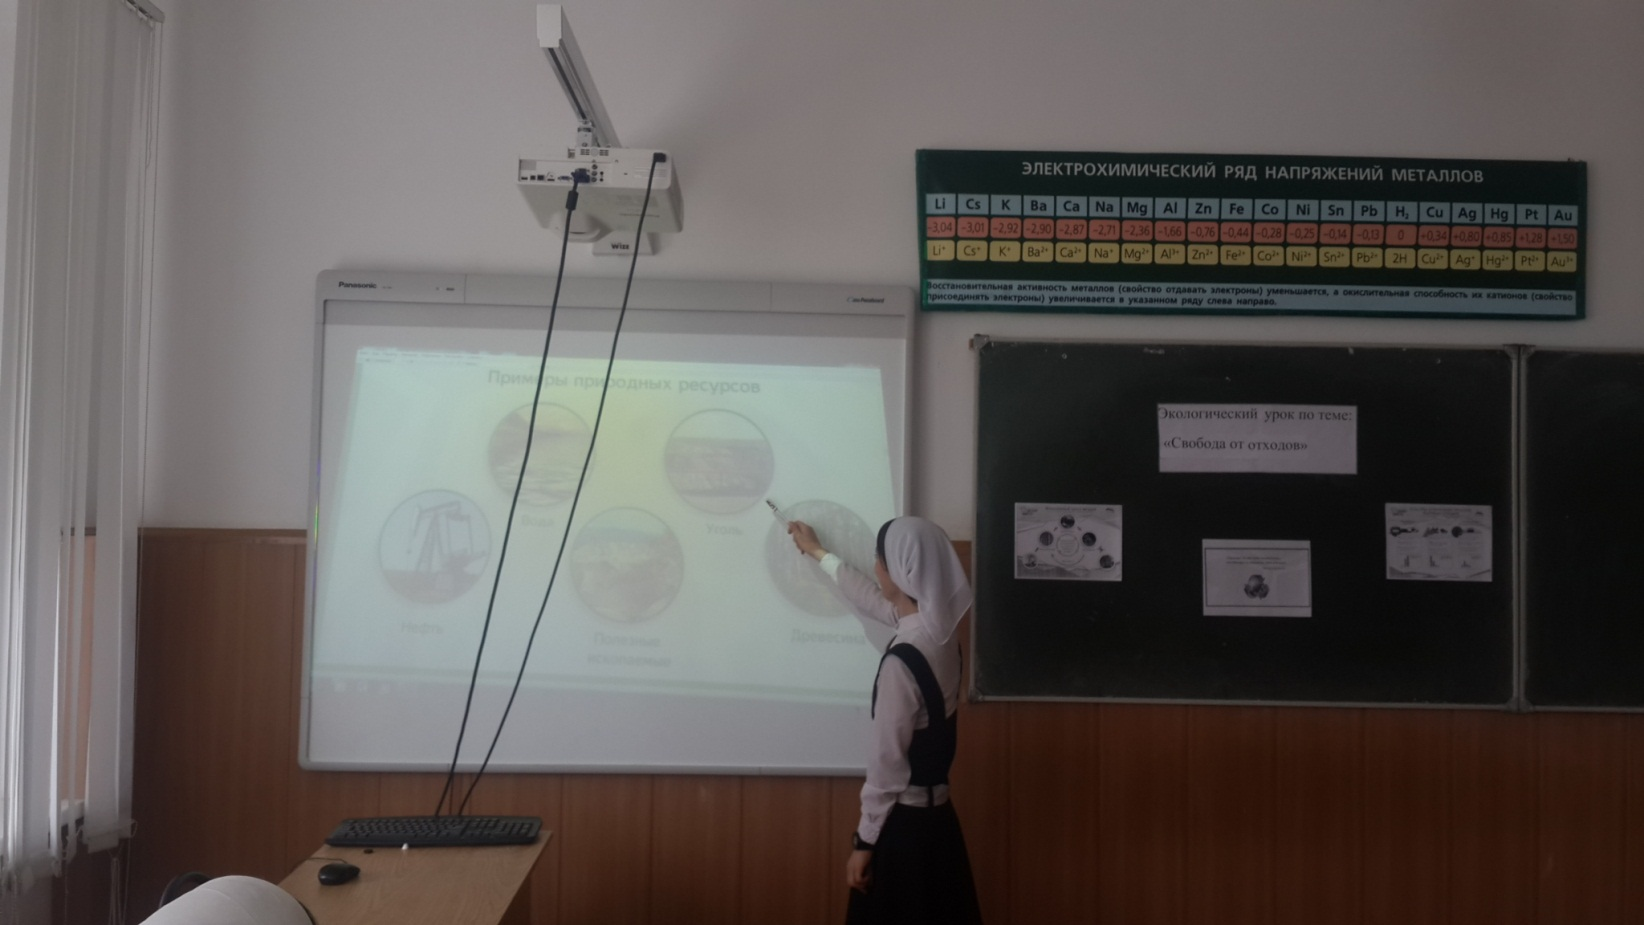 ЭЛЕКТРОХИМИЧЕСКИЙ РЯД НАПРЯЖЕНИЙ МЕТАЛЛОВ
Li Cs K Ba Ca Na Mg Al Zn Fe Co Ni Sn Pb H₂ Cu Ag Hg Pt Au
-3,04 -3,01 -2,92 -2,90 -2,87 -2,71 -2,36 -1,66 -0,76 -0,44 -0,28 -0,25 -0,14 -0,13 0 +0,34 +0,80 +0,85 +1,28 +1,50
Li⁺ Cs⁺ K⁺ Ba²⁺ Ca²⁺ Na⁺ Mg²⁺ Al³⁺ Zn²⁺ Fe²⁺ Co²⁺ Ni²⁺ Sn²⁺ Pb²⁺ 2H Cu²⁺ Ag⁺ Hg²⁺ Pt²⁺ Au³⁺
Восстановительная активность металлов (свойство отдавать электроны) уменьшается, а окислительная способность их катионов (свойство
присоединять электроны) увеличивается в указанном ряду слева направо.
Wize
Panasonic
Примеры природных ресурсов
Вода
Уголь
Нефть
Полезные
ископаемые
Древесина
Экологический урок по теме:
«Свобода от отходов»